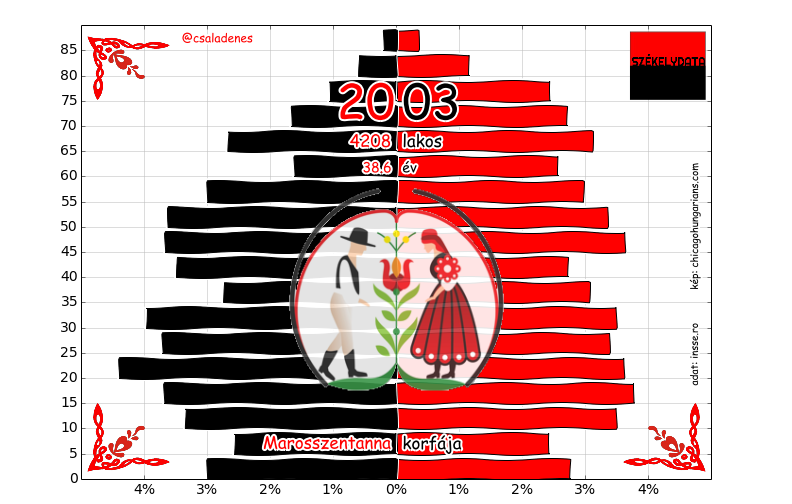 @csaladenes
SZÉKELYDATA
2003
4208 lakos
38.6 év
Marosszentanna korfája
kép: chicagohungarians.com
adat: insse.ro
85
80
75
70
65
60
55
50
45
40
35
30
25
20
15
10
5
0
4% 3% 2% 1% 0% 1% 2% 3% 4%